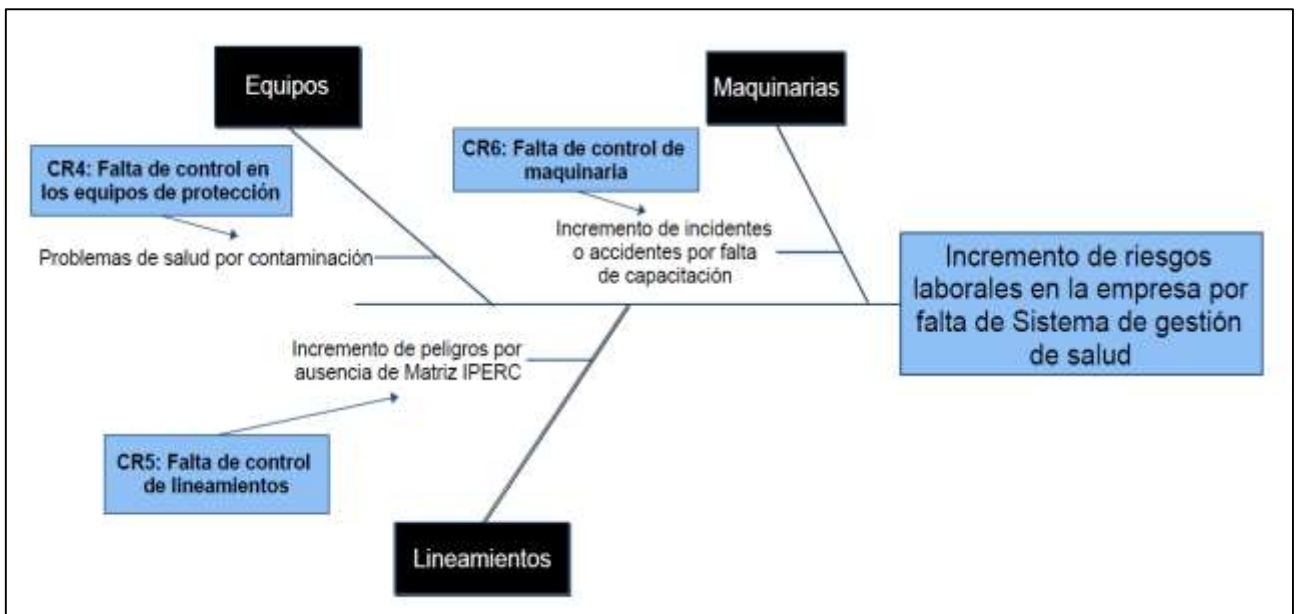 Equipos
Maquinarias
CR4: Falta de control en
los equipos de protección
CR6: Falta de control de
maquinaria
Problemas de salud por contaminación
Incremento de incidentes
o accidentes por falta
de capacitación
Incremento de riesgos
laborales en la empresa por
falta de Sistema de gestión
de salud
Incremento de peligros por
ausencia de Matriz IPERC
CR5: Falta de control
de lineamientos
Lineamientos